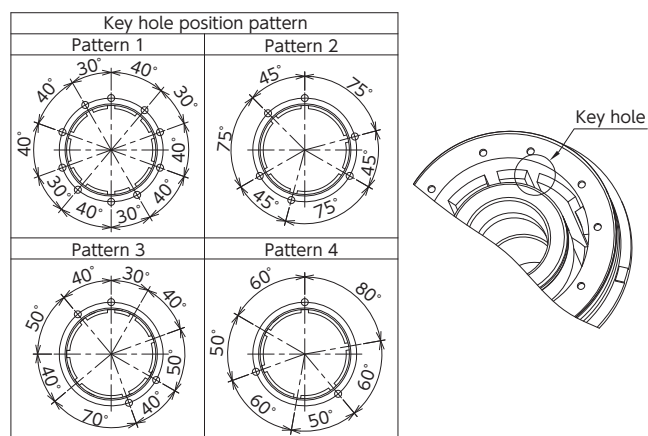 Key hole position pattern
Pattern 1
Pattern 2
30° 40° 30° 40° 40° 30° 40° 30° 40° 40°
45° 75° 45° 75° 45° 75°
Key hole
Pattern 3
Pattern 4
40° 30° 40° 50° 40° 70° 40° 50°
60° 80° 60° 50° 60° 50°